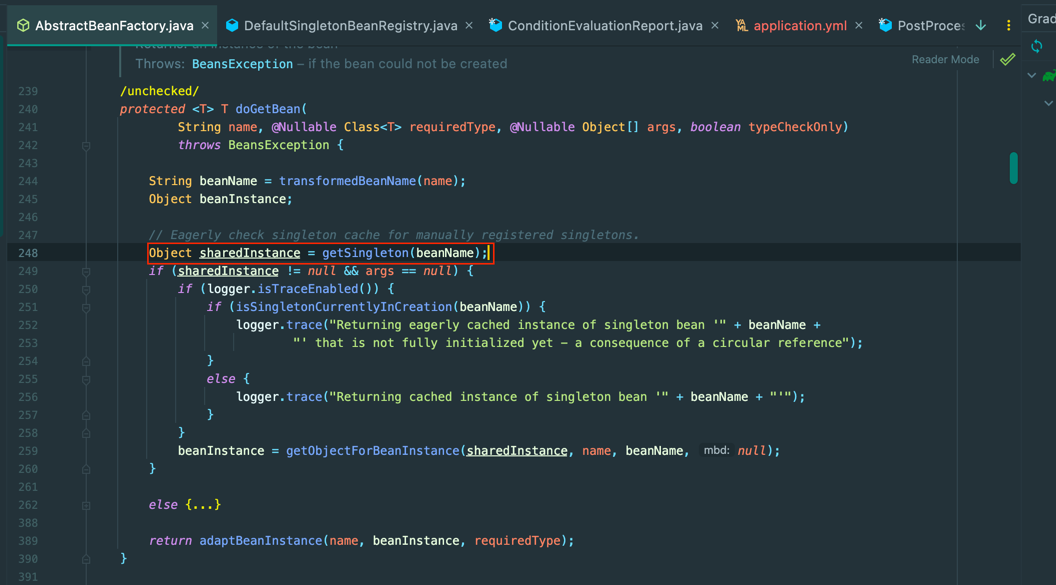 AbstractBeanFactory.java × DefaultSingletonBeanRegistry.java × ConditionEvaluationReport.java × application.yml × PostProces
Grad
Throws: BeansException – if the bean could not be created
Reader Mode
239 /unchecked/
240 protected <T> T doGetBean(
241 String name, @Nullable Class<T> requiredType, @Nullable Object[] args, boolean typeCheckOnly)
242 throws BeansException {
243
244 String beanName = transformedBeanName(name);
245 Object beanInstance;
246
247 // Eagerly check singleton cache for manually registered singletons.
248 Object sharedInstance = getSingleton(beanName);
249 if (sharedInstance != null && args == null) {
250 if (logger.isTraceEnabled()) {
251 if (isSingletonCurrentlyInCreation(beanName)) {
252 logger.trace("Returning eagerly cached instance of singleton bean '" + beanName +
253 "' that is not fully initialized yet - a consequence of a circular reference");
254 }
255 else {
256 logger.trace("Returning cached instance of singleton bean '" + beanName + "'");
257 }
258 }
259 beanInstance = getObjectForBeanInstance(sharedInstance, name, beanName, mbd: null);
260 }
261
262 else {...}
388
389 return adaptBeanInstance(name, beanInstance, requiredType);
390 }
391